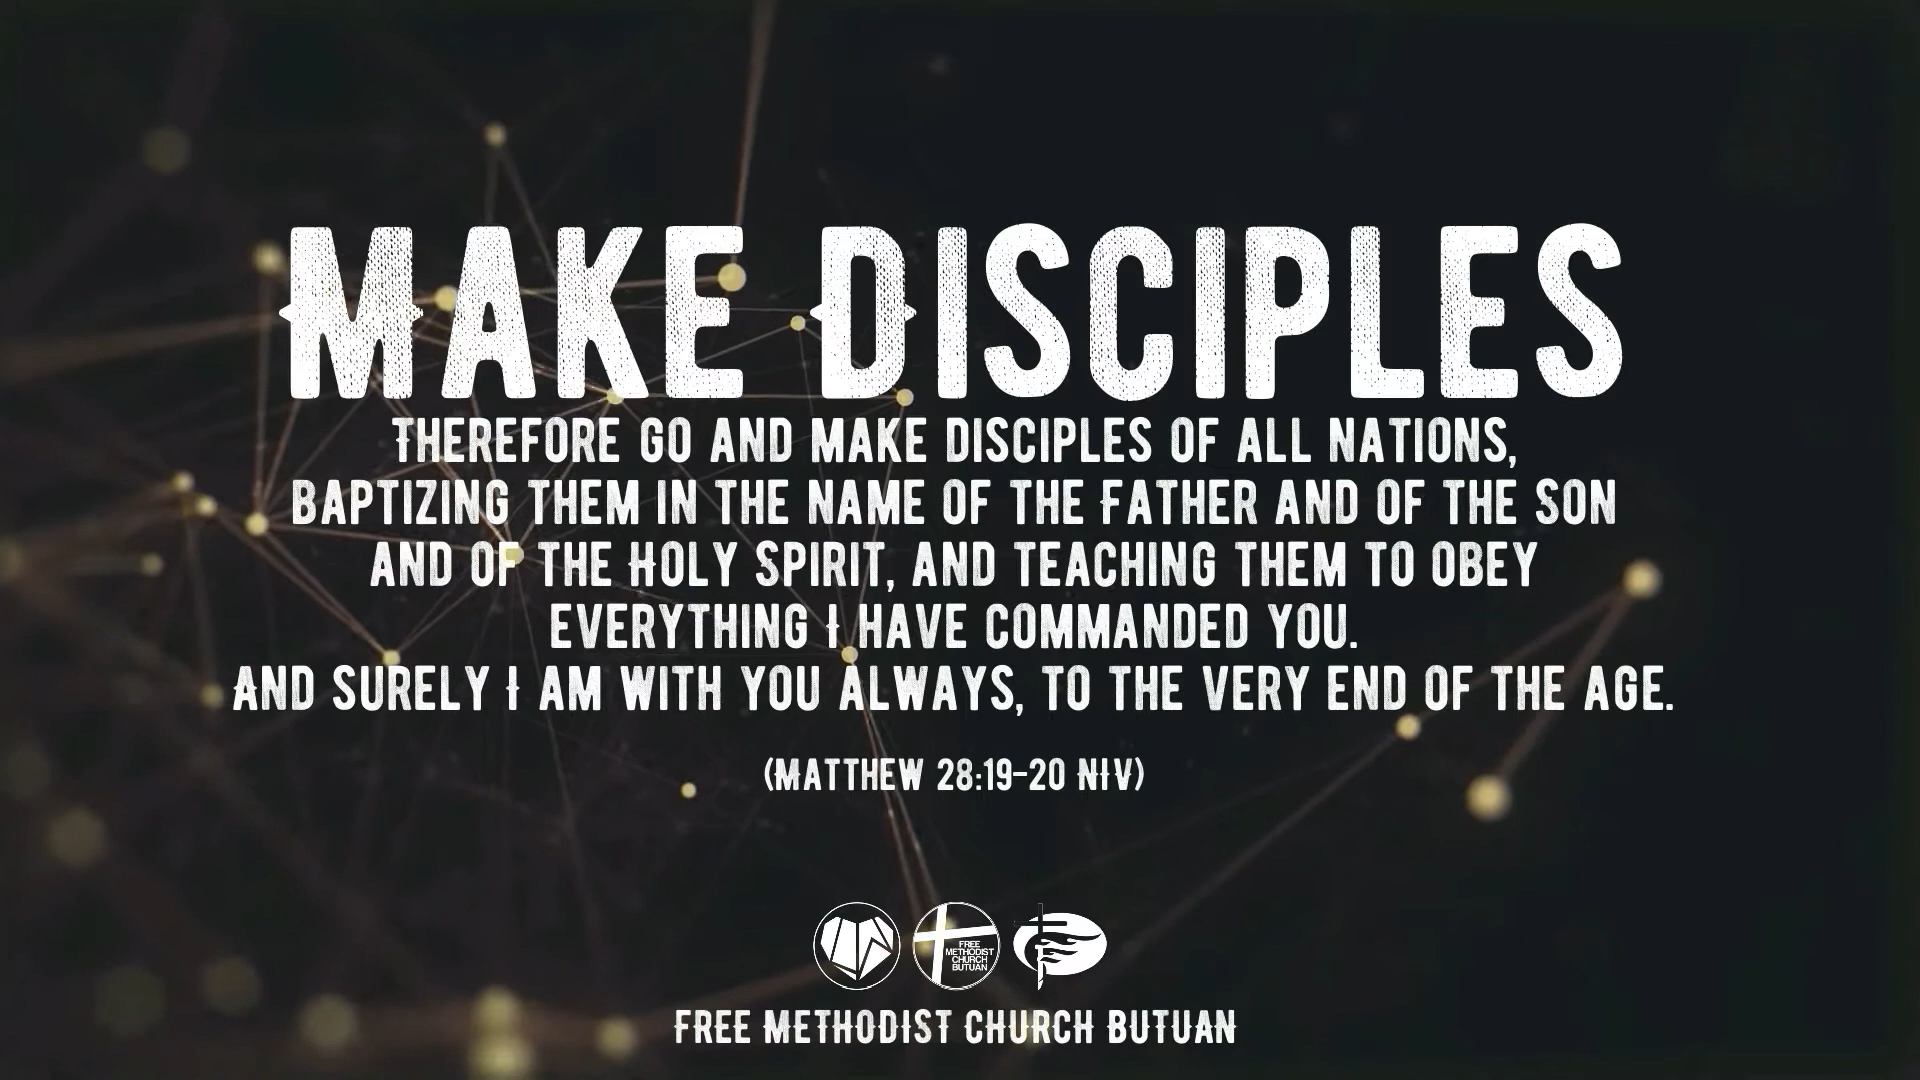 MAKE DISCIPLES
THEREFORE GO AND MAKE DISCIPLES OF ALL NATIONS,
BAPTIZING THEM IN THE NAME OF THE FATHER AND OF THE SON
AND OF THE HOLY SPIRIT, AND TEACHING THEM TO OBEY
EVERYTHING I HAVE COMMANDED YOU.
AND SURELY I AM WITH YOU ALWAYS, TO THE VERY END OF THE AGE.
(MATTHEW 28:19-20 NIV)
FREE
METHODIST
CHURCH
BUTUAN
FREE METHODIST CHURCH BUTUAN